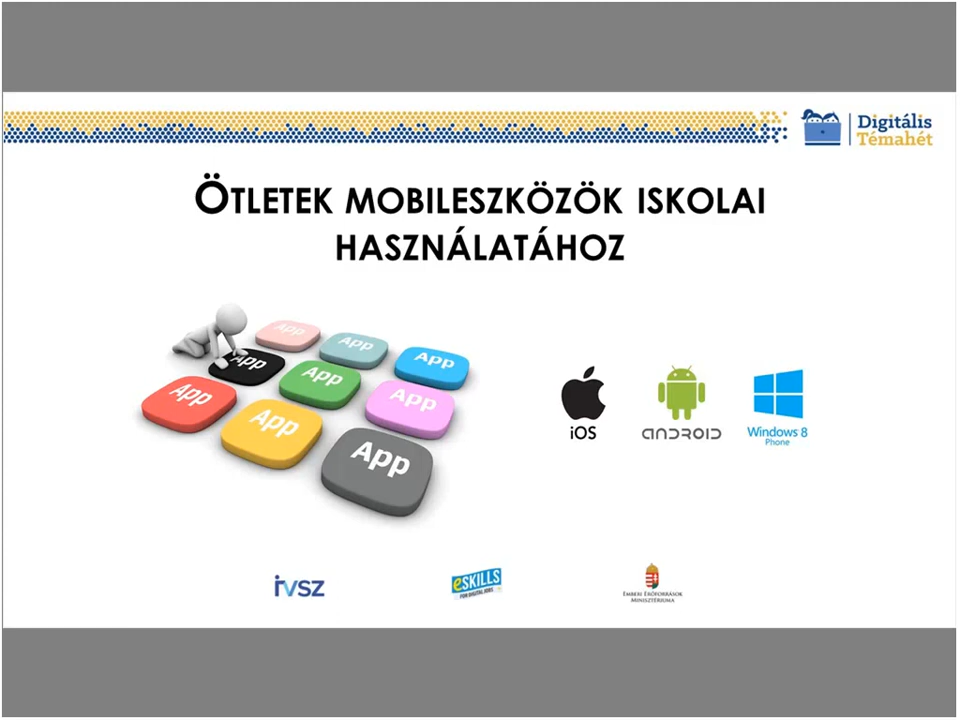 Digitális
Témahét
ÖTLETEK MOBILESZKÖZÖK ISKOLAI
HASZNÁLATÁHOZ
App
App
App
App
App
App
App
App
App
iOS
ANDROID
Windows 8
Phone
IVSZ
eSKILLS
FOR DIGITAL JOBS
EMBERI ERŐFORRÁSOK
MINISZTÉRIUMA